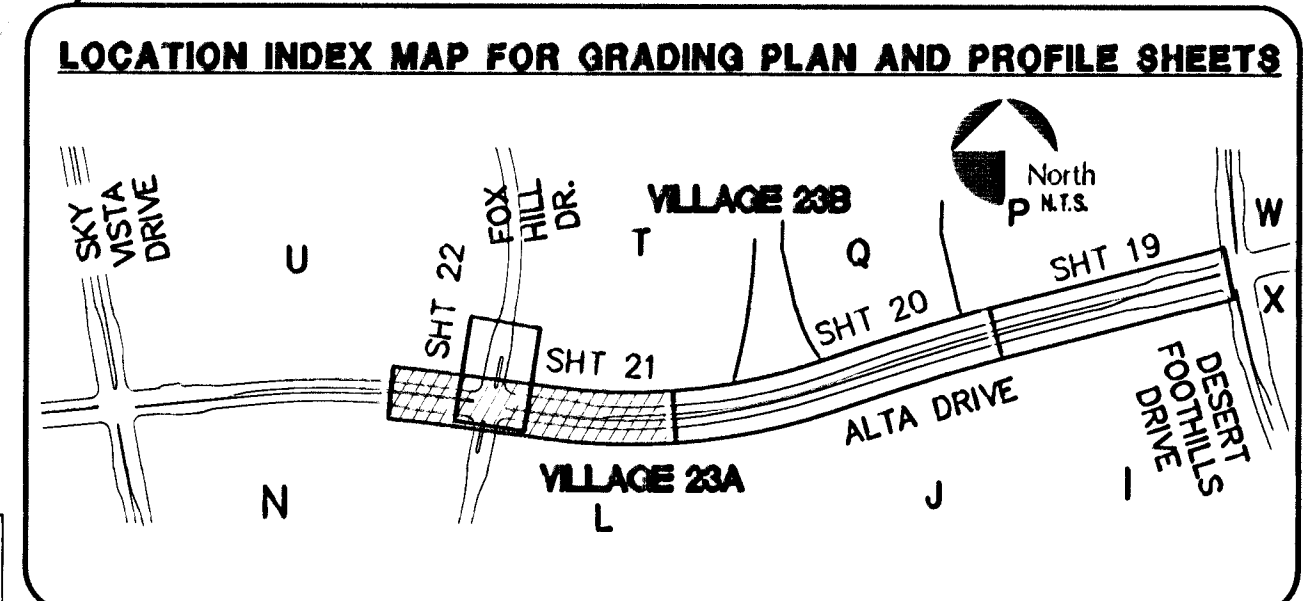 LOCATION INDEX MAP FOR GRADING PLAN AND PROFILE SHEETS
North
N.T.S.
SKY
VISTA
DRIVE
U
FOX
HILL
DR.
VILLAGE 23B
T
Q
P
W
X
SHT 22
SHT 21
SHT 20
SHT 19
ALTA DRIVE
DESERT
FOOTHILLS
DRIVE
VILLAGE 23A
N
L
J
I